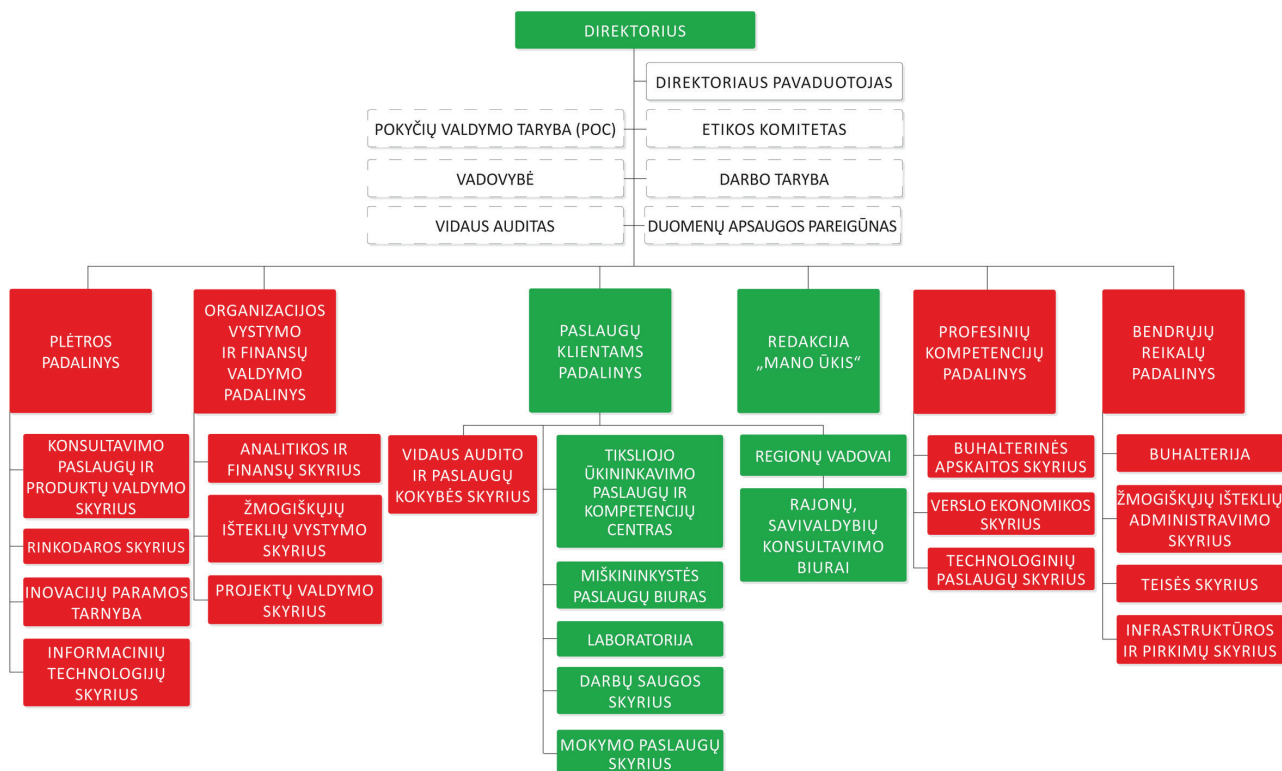 DIREKTORIUS
DIREKTORIAUS PAVADUOTOJAS
POKYČIŲ VALDYMO TARYBA (POC)
ETIKOS KOMITETAS
VADOVYBĖ
DARBO TARYBA
VIDAUS AUDITAS
DUOMENŲ APSAUGOS PAREIGŪNAS
PLĖTROS
PADALINYS
KONSULTAVIMO
PASLAUGŲ IR
PRODUKTŲ VALDYMO
SKYRIUS
RINKODAROS SKYRIUS
INOVACIJŲ PARAMOS
TARNYBA
INFORMACINIŲ
TECHNOLOGIJŲ
SKYRIUS
ORGANIZACIJOS
VYSTYMO
IR FINANSŲ
VALDYMO
PADALINYS
ANALITIKOS IR
FINANSŲ SKYRIUS
ŽMOGIŠKŲJŲ
IŠTEKLIŲ VYSTYMO
SKYRIUS
PROJEKTŲ VALDYMO
SKYRIUS
PASLAUGŲ
KLIENTAMS
PADALINYS
VIDAUS AUDITO
IR PASLAUGŲ
KOKYBĖS SKYRIUS
TIKSLIOJO
ŪKININKAVIMO
PASLAUGŲ IR
KOMPETENCIJŲ
CENTRAS
MIŠKININKYSTĖS
PASLAUGŲ BIURAS
LABORATORIJA
DARBŲ SAUGOS
SKYRIUS
MOKYMO PASLAUGŲ
SKYRIUS
REGIONŲ VADOVAI
RAJONŲ,
SAVIVALDYBIŲ
KONSULTAVIMO
BIURAI
REDAKCIJA
„MANO ŪKIS“
PROFESINIŲ
KOMPETENCIJŲ
PADALINYS
BUHALTERINĖS
APSKAITOS SKYRIUS
VERSLO EKONOMIKOS
SKYRIUS
TECHNOLOGINIŲ
PASLAUGŲ SKYRIUS
BENDRŲJŲ
REIKALŲ
PADALINYS
BUHALTERIJA
ŽMOGIŠKŲJŲ IŠTEKLIŲ
ADMINISTRAVIMO
SKYRIUS
TEISĖS SKYRIUS
INFRASTRUKTŪROS
IR PIRKIMŲ SKYRIUS